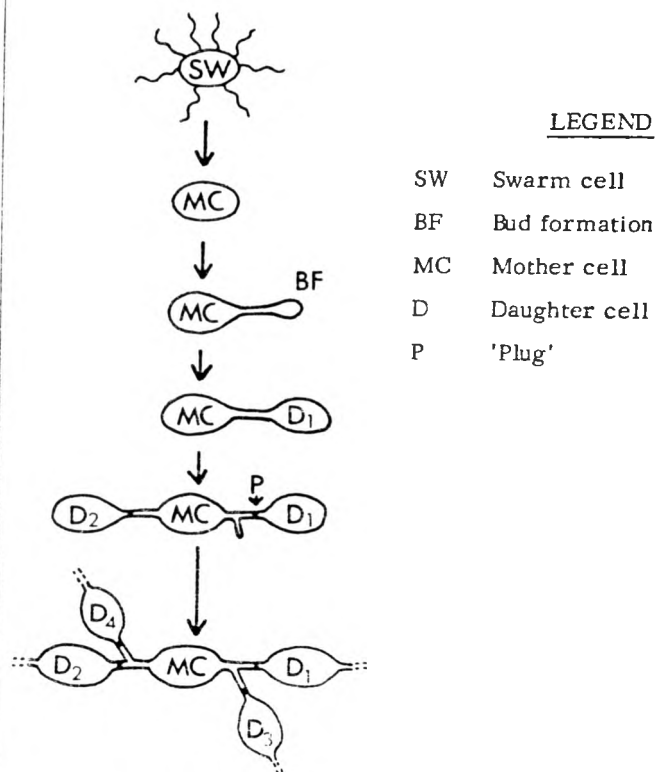 SW
MC
MC BF
MC D₁
D₂ MC P D₁
D₄
D₂ MC D₁
D₃
LEGEND
SW Swarm cell
BF Bud formation
MC Mother cell
D Daughter cell
P 'Plug'